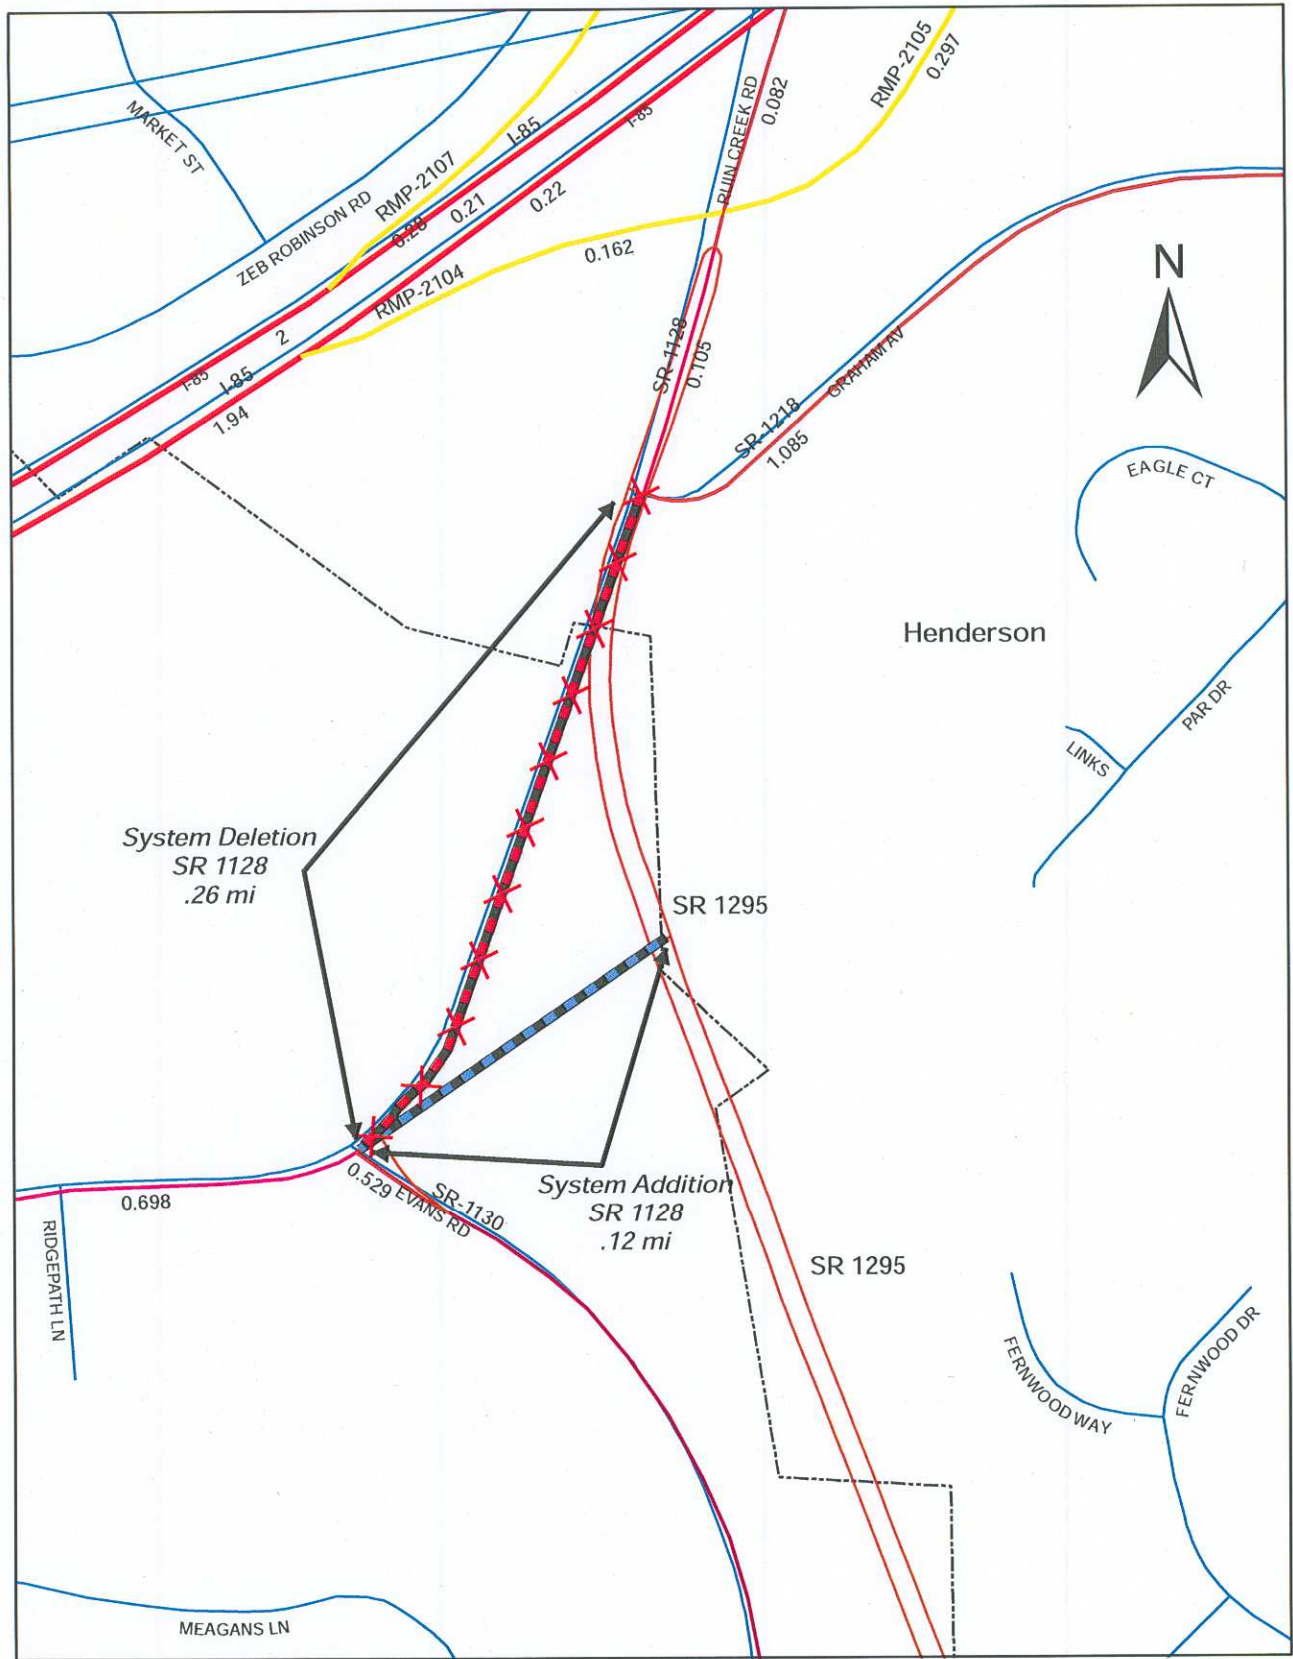 MARKET ST
ZEB ROBINSON RD
RMP-2107
I-85
I-85
0.28
0.21
0.22
RMP-2104
0.162
RUIN CREEK RD
0.082
RMP-2105
0.297
2
I-85
I-85
1.94
SR-1128
0.105
SR-1218
GRAHAM AV
1.085
N
EAGLE CT
Henderson
PAR DR
LINKS
System Deletion
SR 1128
.26 mi
SR 1295
System Addition
SR 1128
.12 mi
0.698
0.529
EVANS RD
SR-1130
RIDGEPATH LN
SR 1295
FERNWOOD WAY
FERNWOOD DR
MEAGANS LN